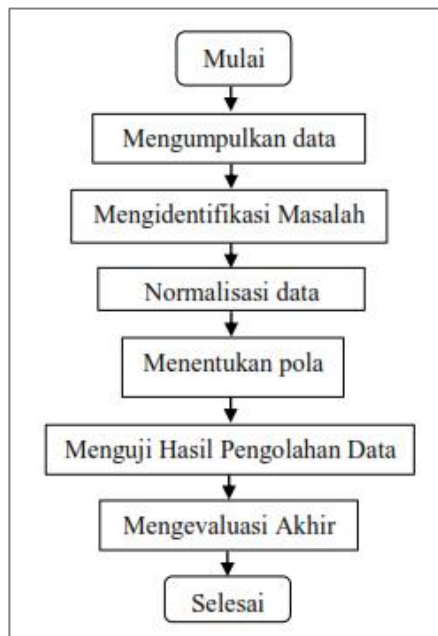 Mulai
Mengumpulkan data
Mengidentifikasi Masalah
Normalisasi data
Menentukan pola
Menguji Hasil Pengolahan Data
Mengevaluasi Akhir
Selesai